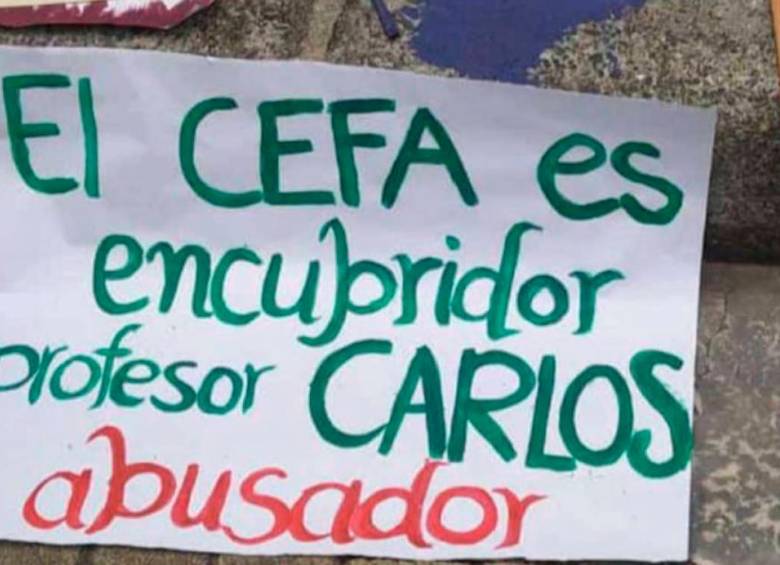 El CEFA es
encubridor
profesor CARLOS
abusador